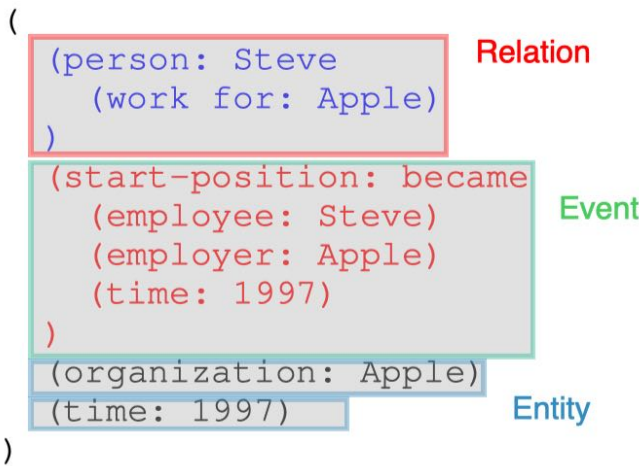 (
(person: Steve
Relation
(work for: Apple)
)
(start-position: became
(employee: Steve)
Event
(employer: Apple)
(time: 1997)
)
(organization: Apple)
(time: 1997)
Entity
)